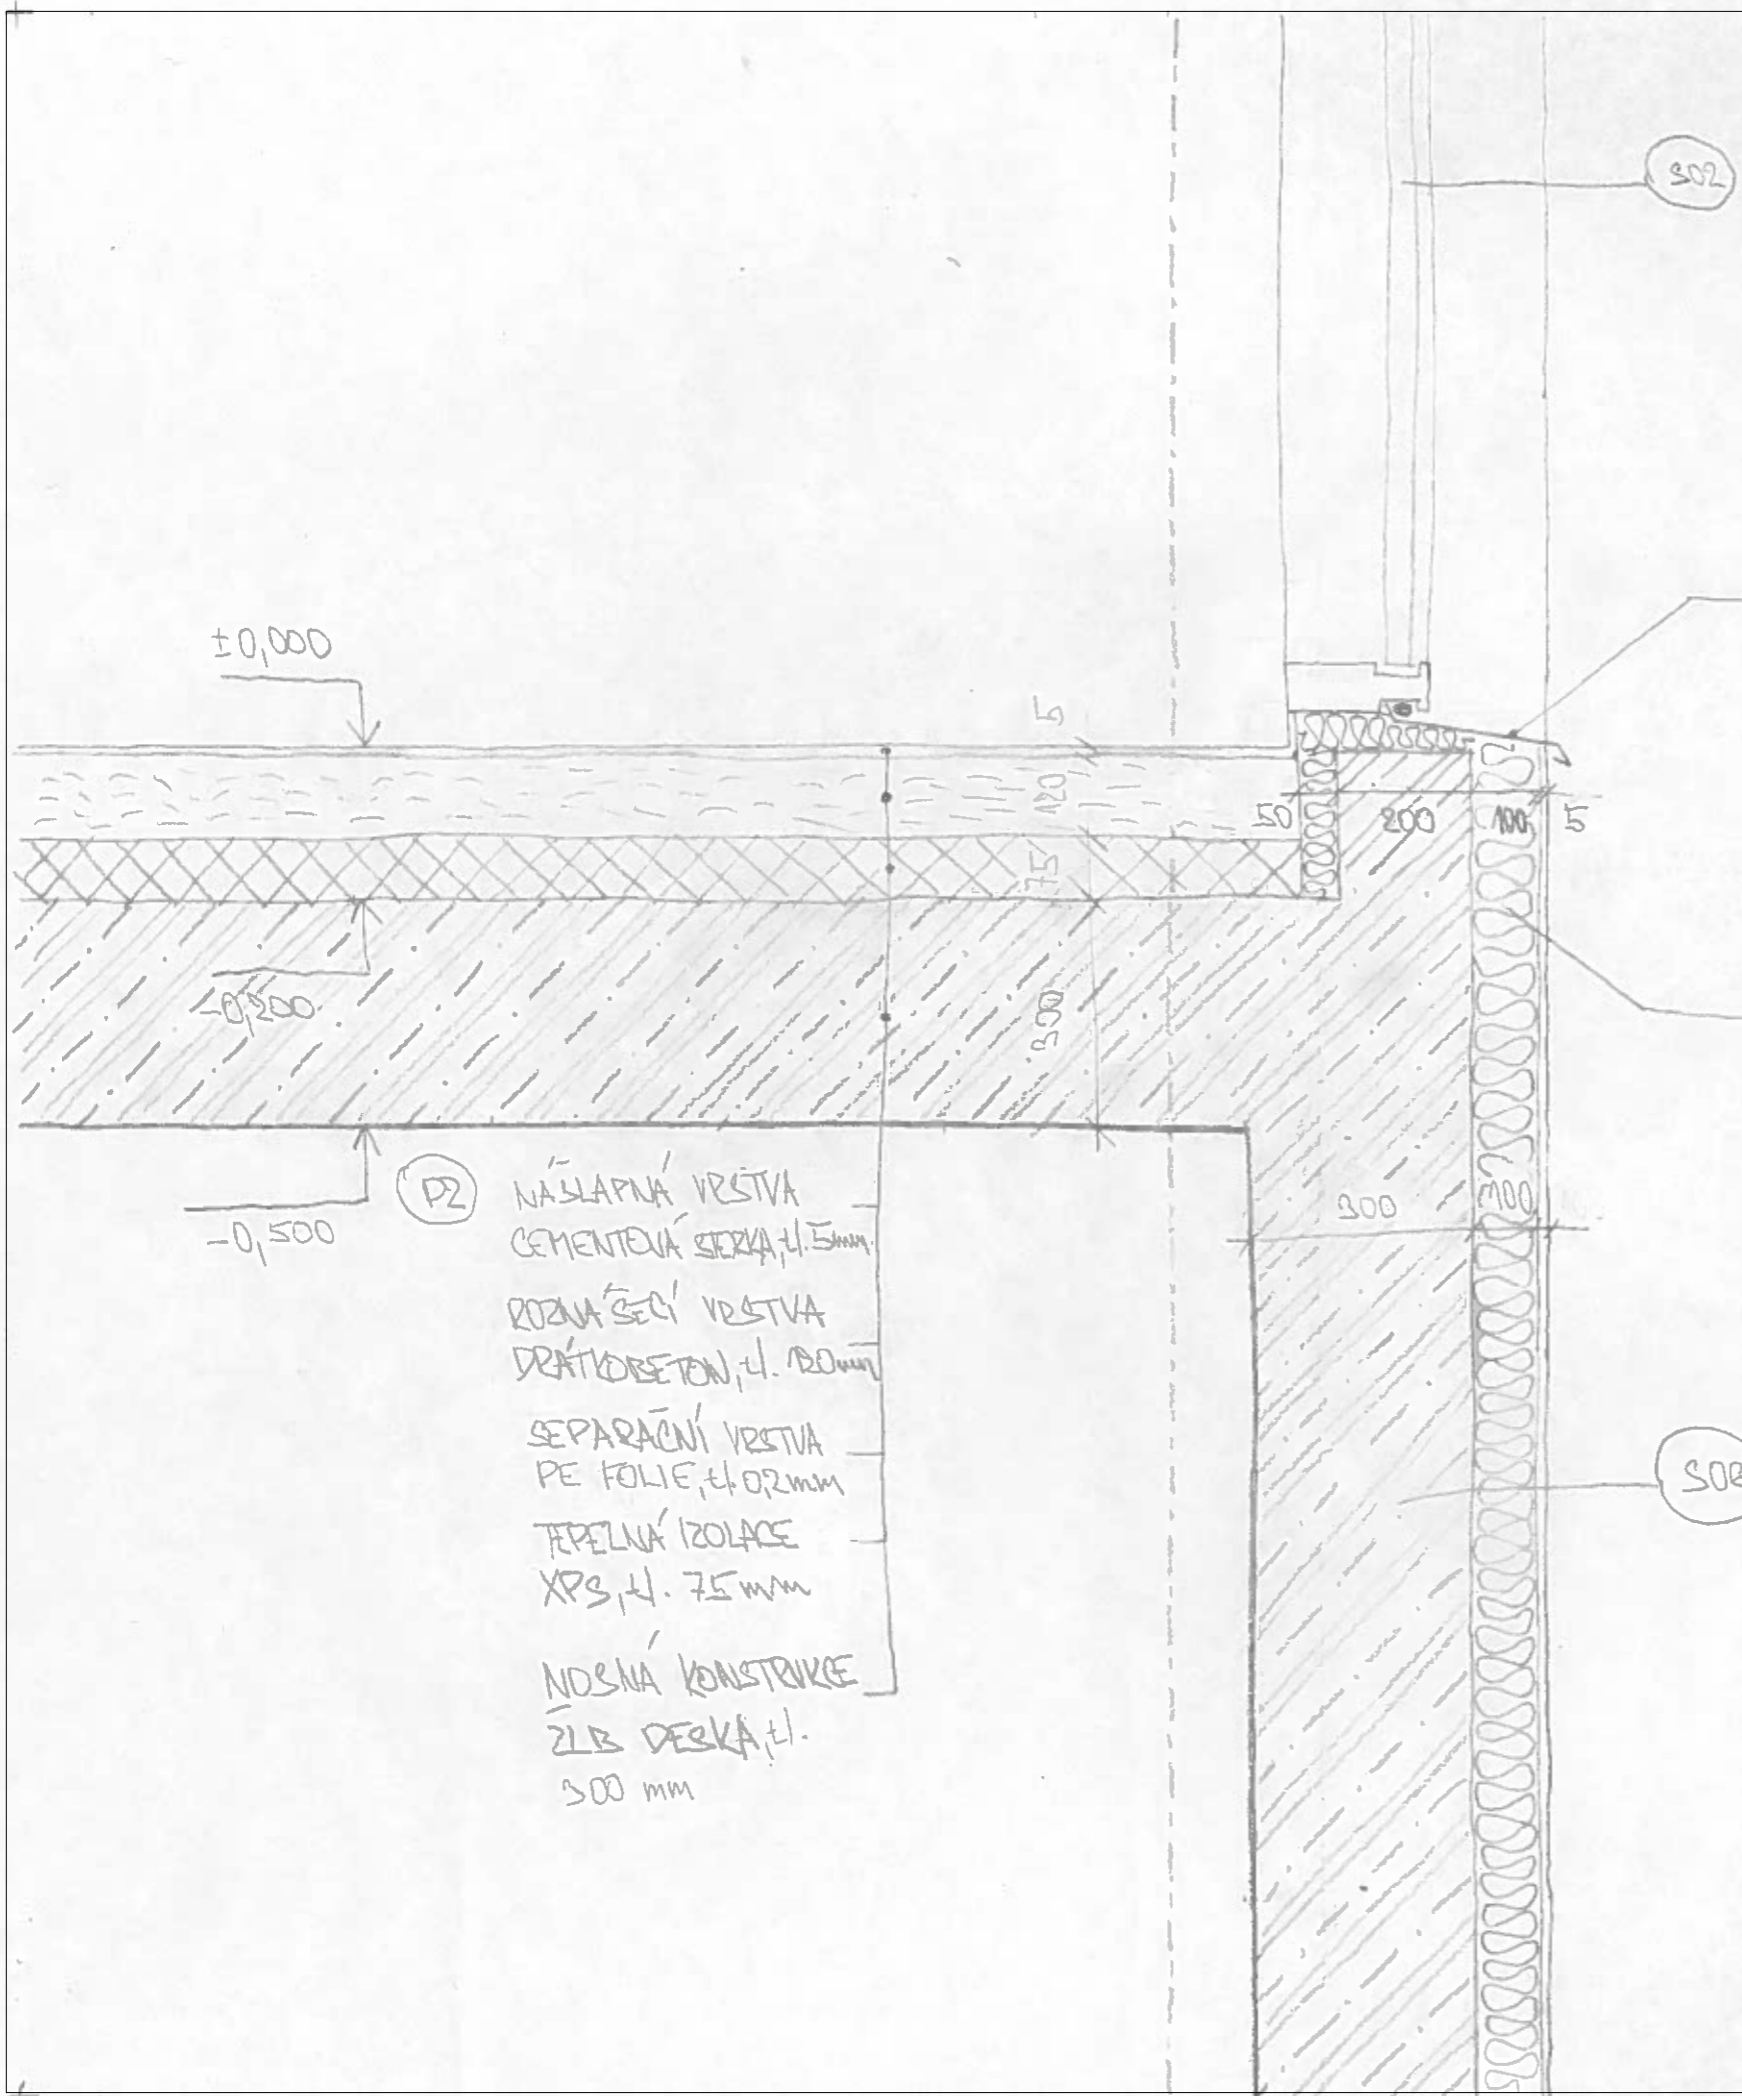 S02
±0,000
5
120
50
200
100
5
75
-0,200
300
-0,500
P2
NÁŠLAPNÁ VRSTVA
CEMENTOVÁ STĚRKA, tl. 5mm
ROZNÁŠECÍ VRSTVA
DRÁTKOBETON, tl. 120mm
SEPARAČNÍ VRSTVA
PE FOLIE, tl. 0,2mm
TEPELNÁ IZOLACE
XPS, tl. 75mm
NOSNÁ KONSTRUKCE
ŽLB DESKA, tl.
300 mm
300
100